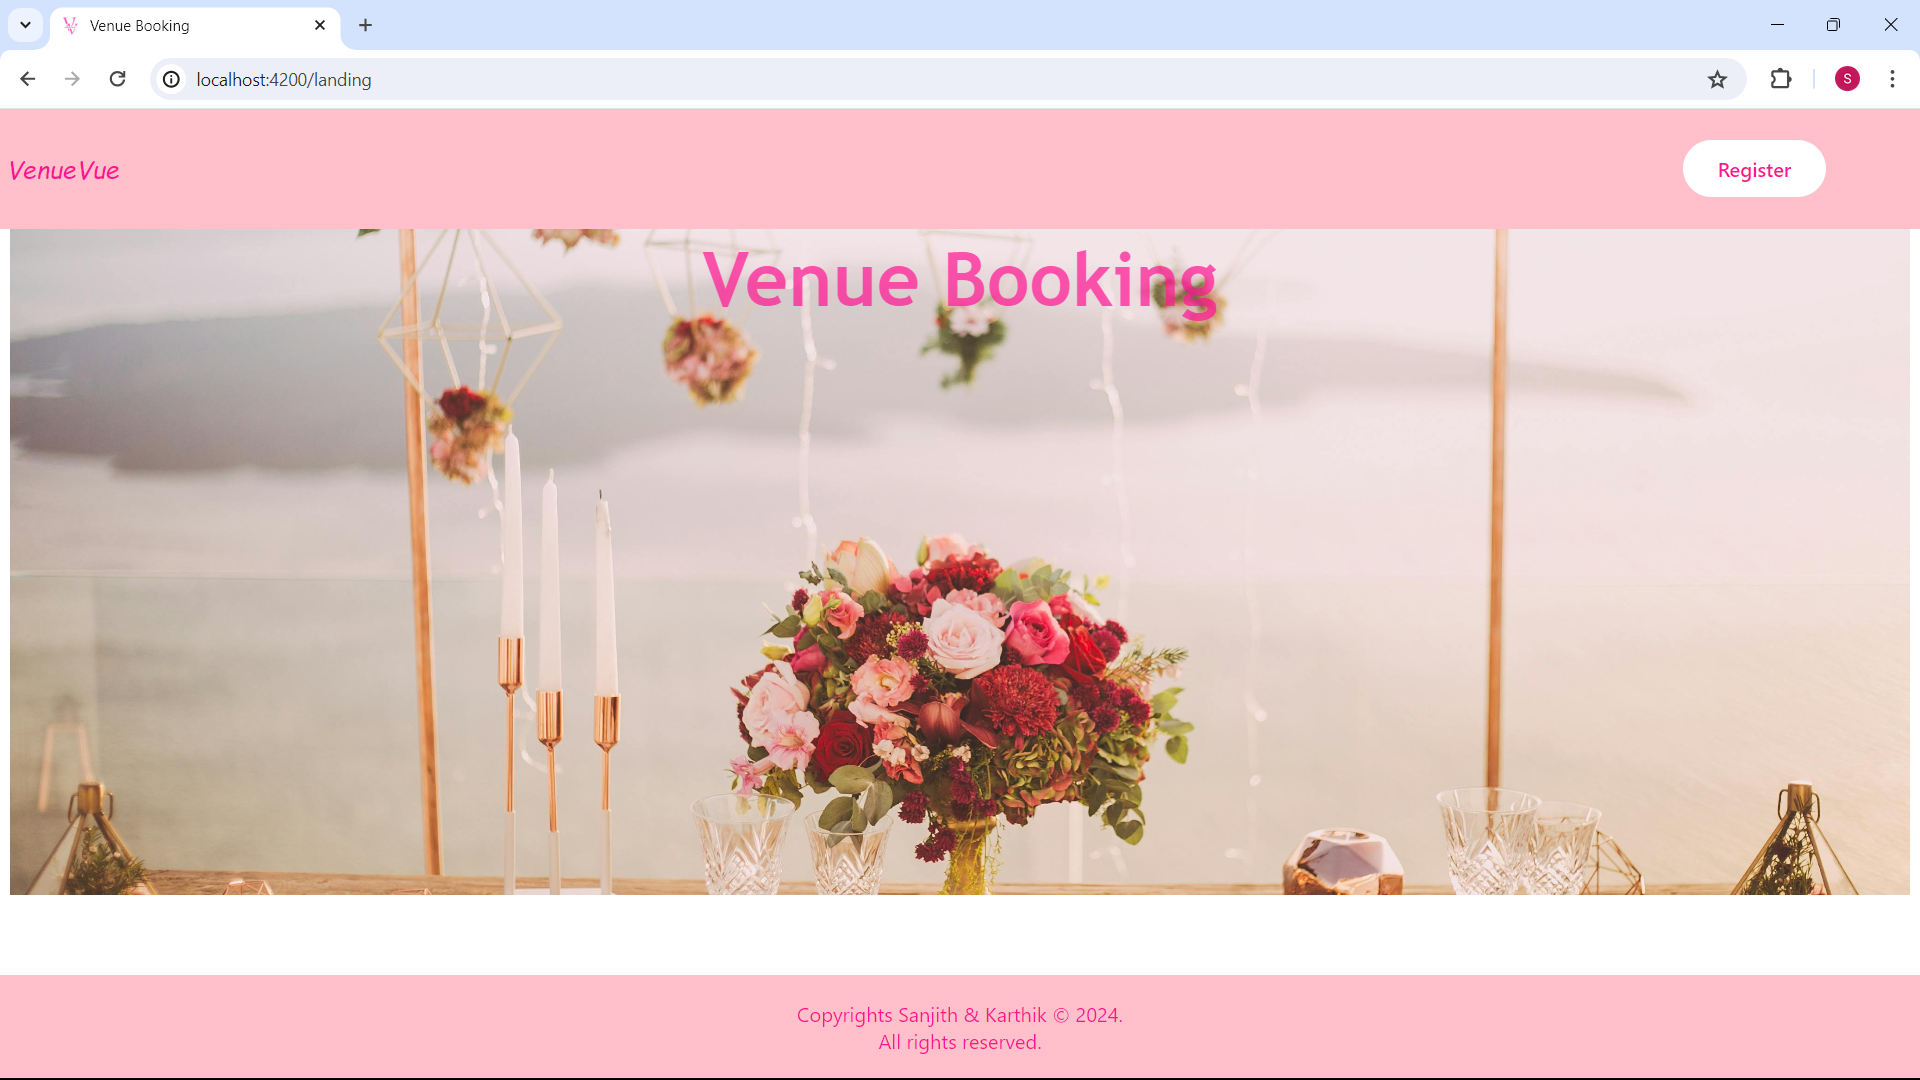 Venue Booking
localhost:4200/landing
S
VenueVue
Register
Venue Booking
Copyrights Sanjith & Karthik © 2024.
All rights reserved.